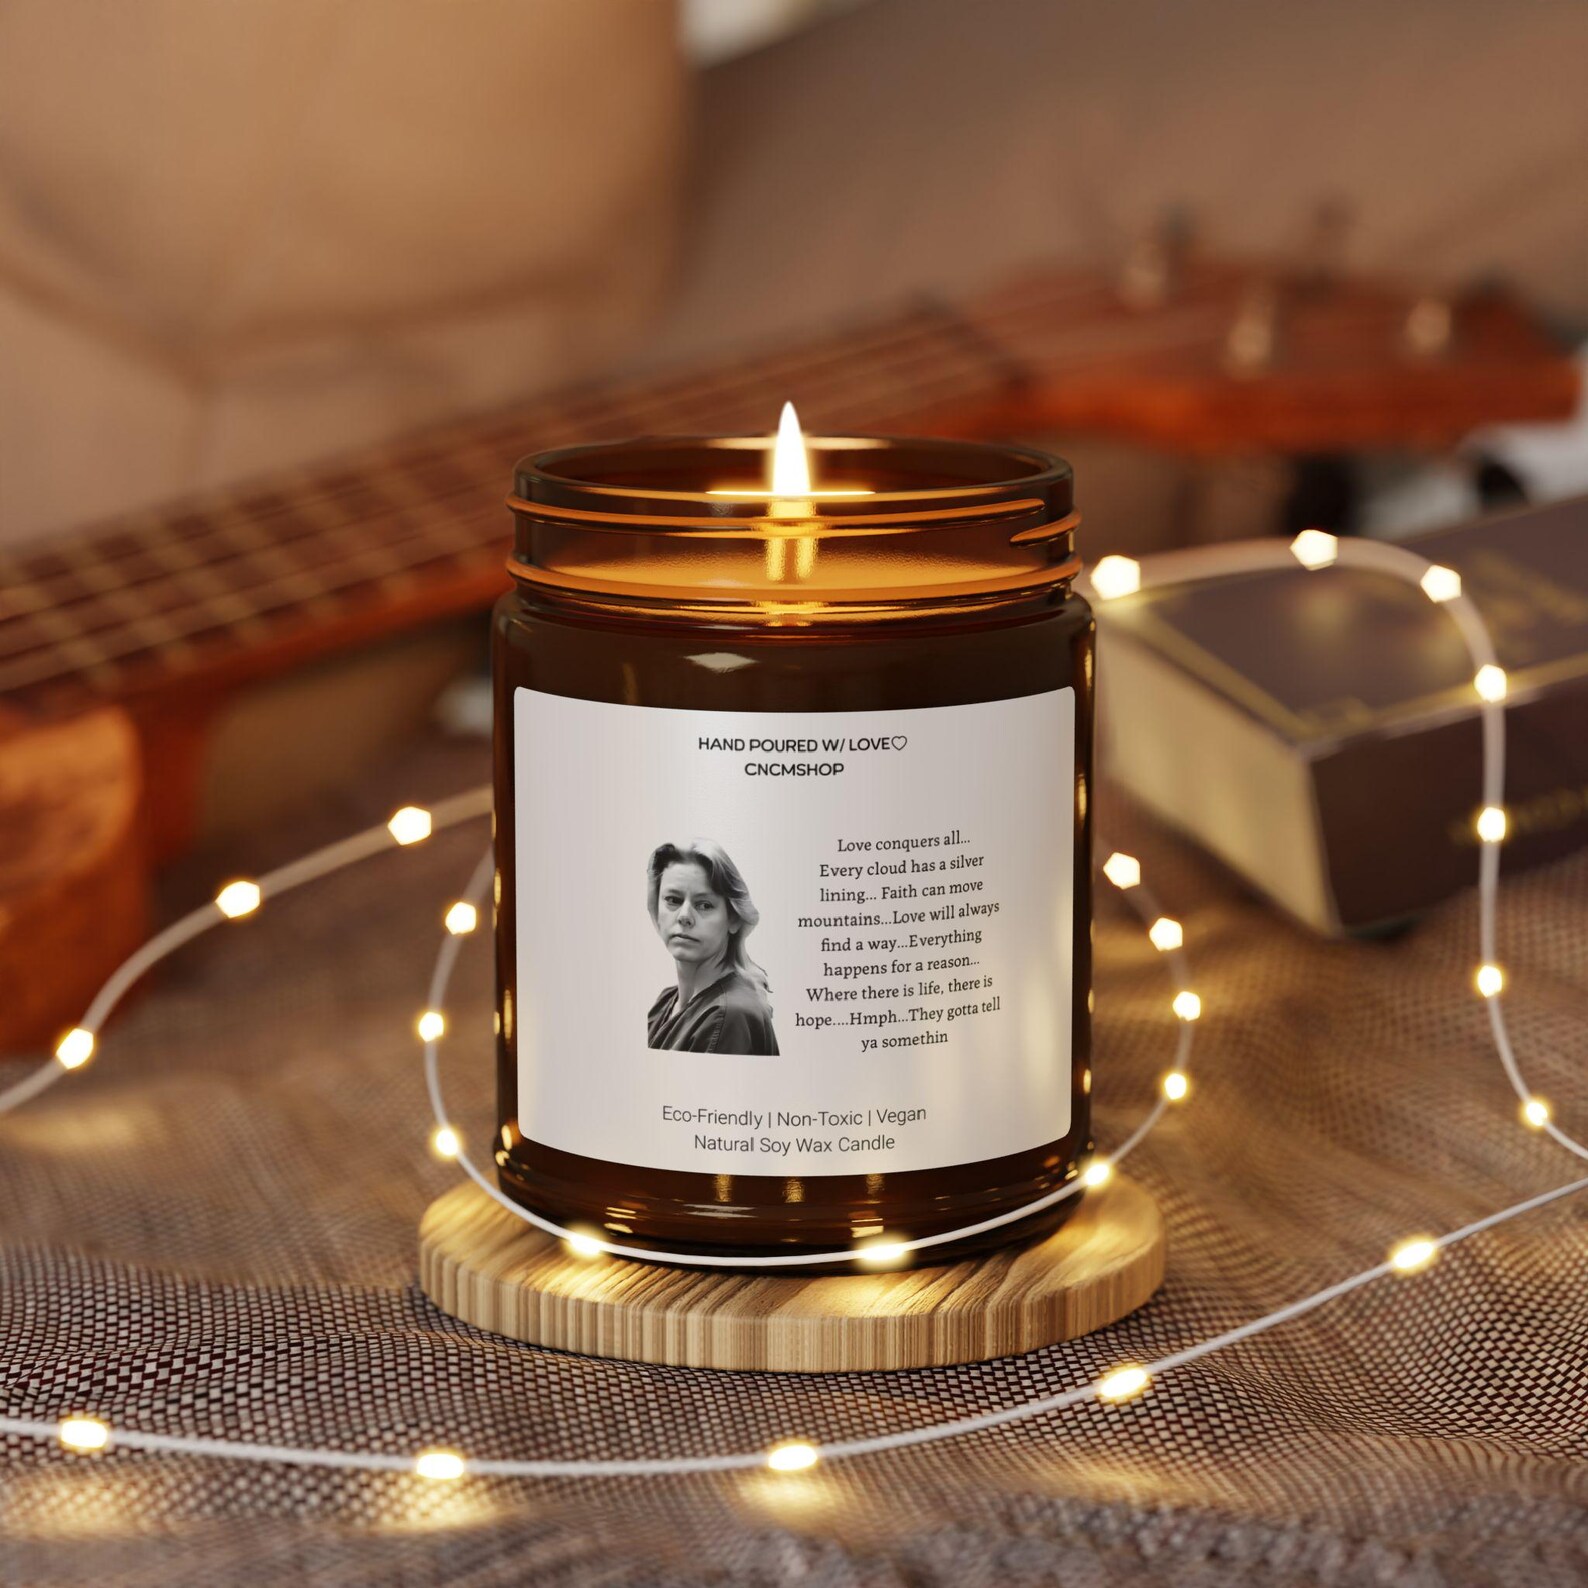 HAND POURED W/ LOVE♡
CNCMSHOP
Love conquers all...
Every cloud has a silver
lining... Faith can move
mountains...Love will always
find a way...Everything
happens for a reason...
Where there is life, there is
hope....Hmph...They gotta tell
ya somethin
Eco-Friendly | Non-Toxic | Vegan
Natural Soy Wax Candle